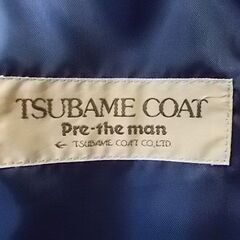 TSUBAME COAT
Pre-the man
← TSUBAME COAT CO.,LTD